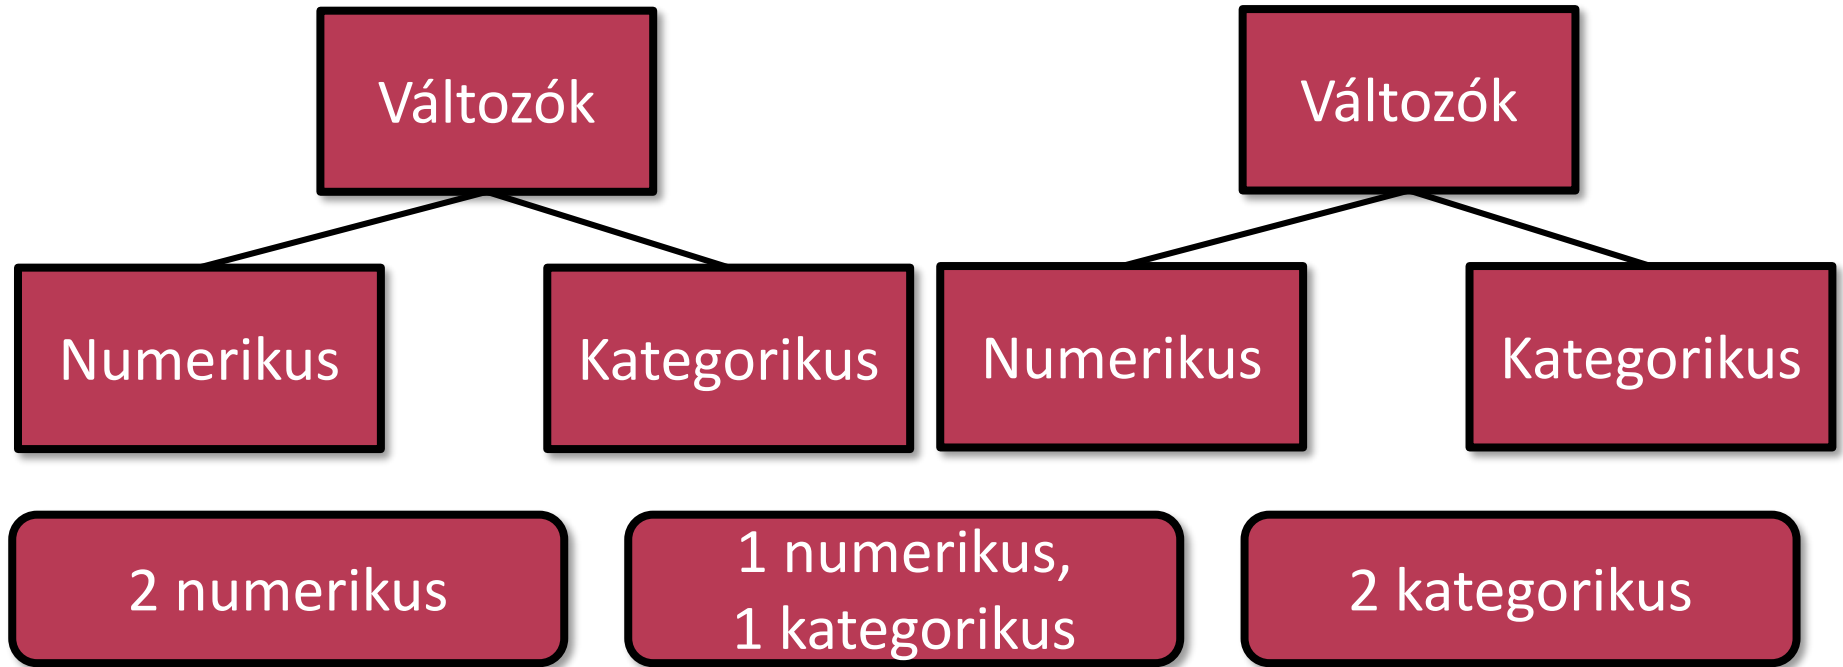 Változók
Változók
Numerikus
Kategorikus
Numerikus
Kategorikus
2 numerikus
1 numerikus,
1 kategorikus
2 kategorikus